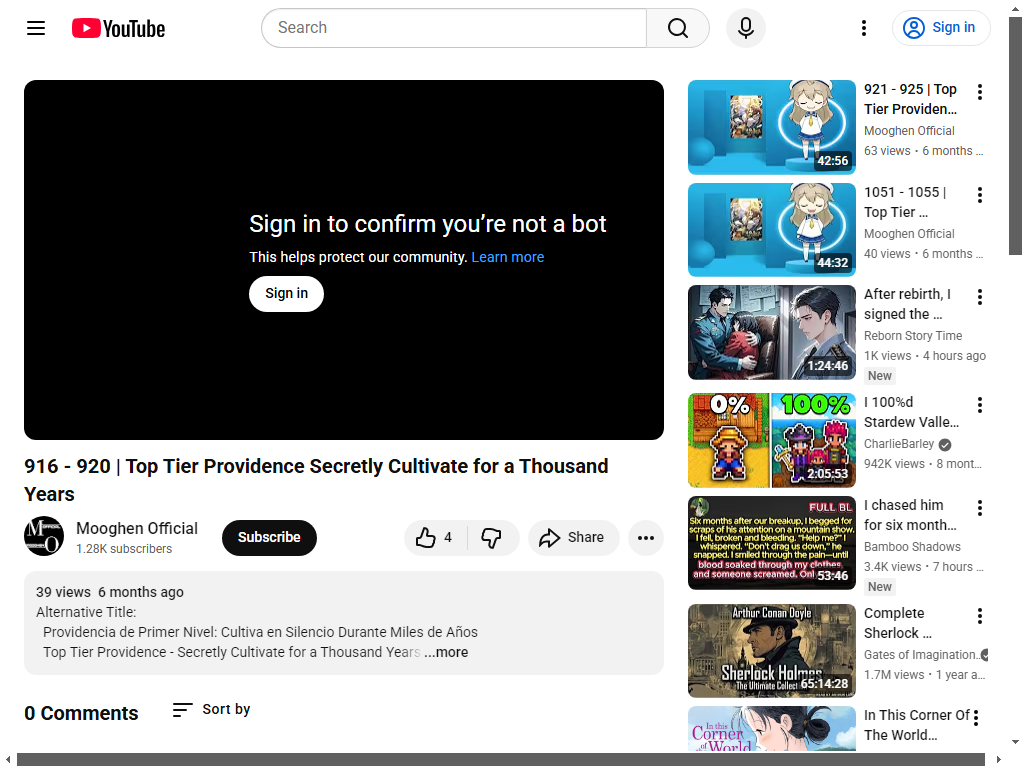 YouTube
Search
Sign in
Sign in to confirm you're not a bot
This helps protect our community. Learn more
Sign in
916 - 920 | Top Tier Providence Secretly Cultivate for a Thousand
Years
Mooghen Official
1.28K subscribers
Subscribe
4
Share
39 views 6 months ago
Alternative Title:
Providencia de Primer Nivel: Cultiva en Silencio Durante Miles de Años
Top Tier Providence - Secretly Cultivate for a Thousand Years ...more
0 Comments
Sort by
42:56
921 - 925 | Top
Tier Providen...
Mooghen Official
63 views • 6 months ...
44:32
1051 - 1055 |
Top Tier ...
Mooghen Official
40 views • 6 months ...
1:24:46
After rebirth, I
signed the ...
Reborn Story Time
1K views • 4 hours ago
New
0% 100%
2:05:53
I 100%d
Stardew Valle...
CharlieBarley
942K views • 8 mont...
FULL BL
Six months after our breakup, I begged for
scraps of his attention on a mountain show.
I fell, broken and bleeding. "Help me?" I
whispered. "Don't drag us down," he
snapped. I smiled through the pain—until
blood soaked through my clothes,
and someone screamed. Onl
53:46
I chased him
for six month...
Bamboo Shadows
3.4K views • 7 hours ...
New
Arthur Conan Doyle
Sherlock Holmes
The Ultimate Collect
65:14:28
Complete
Sherlock ...
Gates of Imagination...
1.7M views • 1 year a...
In this
Corner
of World
In This Corner Of
The World...